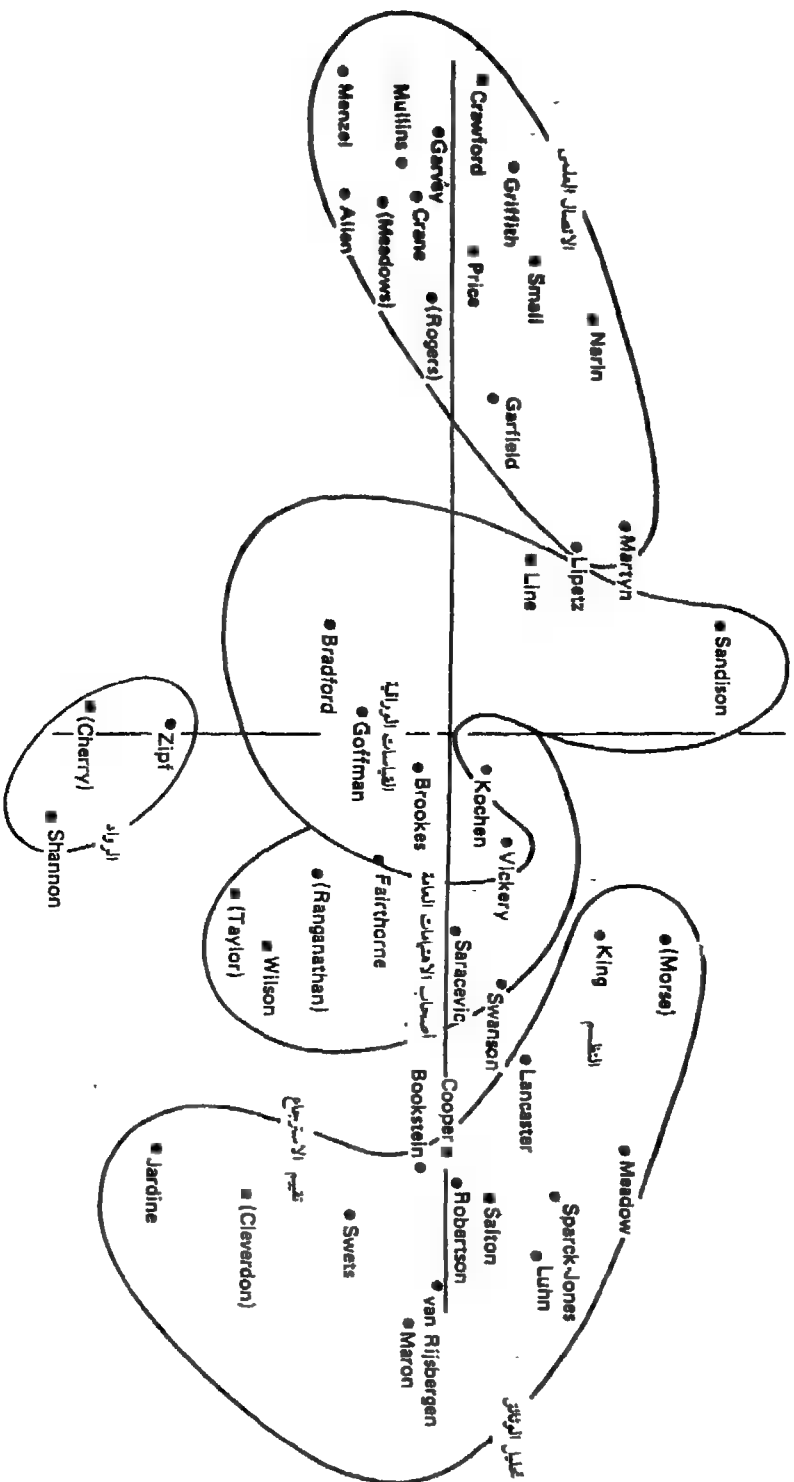 Sandison
(Morse)
Martyn
Meadow
Narin
King
النظم
الاتصال العلمى
Lipetz
Sparck-Jones
Small
Line
Luhn
Lancaster
تحليل الوثائق
Griffith
Garfield
Vickery
Swanson
Crawford
Price
Kochen
Salton
Saracevic
Robertson
Cooper
Garvey
(Rogers)
van Rijsbergen
أصحاب الاهتمامات العامة
Crane
Brookes
Bookstein
Mullins
Maron
القياسات الوراقية
(Meadows)
Fairthorne
Goffman
Menzel
Allen
Swets
Bradford
(Ranganathan)
تقييم الاسترجاع
Wilson
(Cleverdon)
(Taylor)
Zipf
Jardine
الرواد
(Cherry)
Shannon